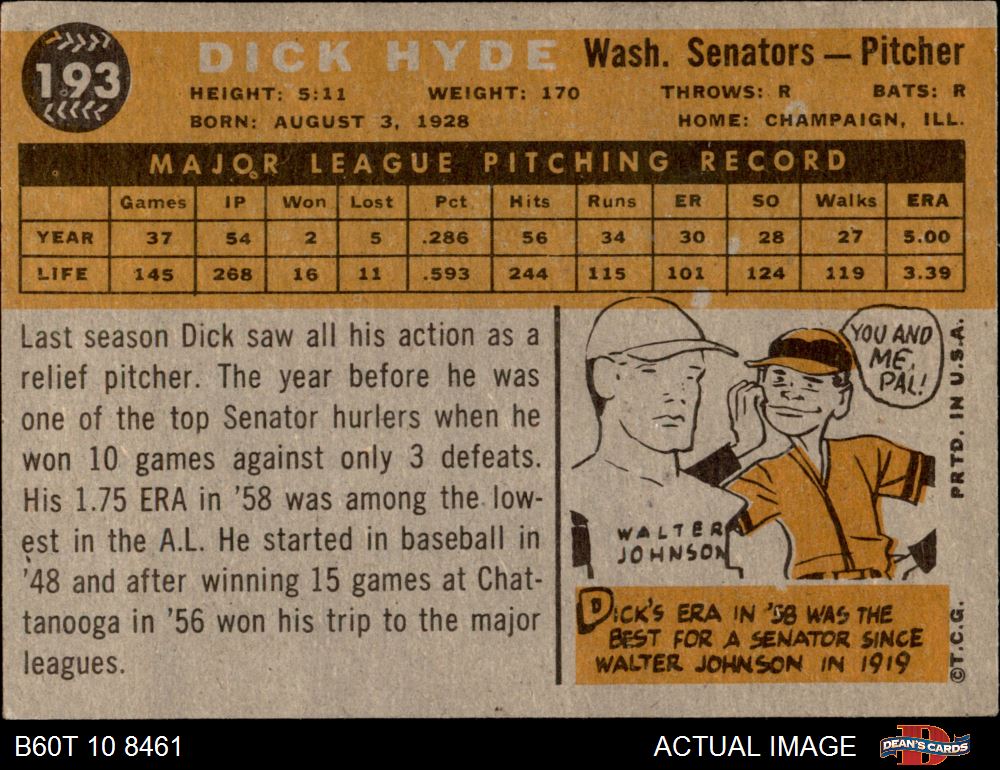 193
DICK HYDE Wash. Senators — Pitcher
HEIGHT: 5:11 WEIGHT: 170 THROWS: R BATS: R
BORN: AUGUST 3, 1928 HOME: CHAMPAIGN, ILL.
MAJOR LEAGUE PITCHING RECORD
Games IP Won Lost Pct. Hits Runs ER SO Walks ERA
YEAR 37 54 2 5 .286 56 34 30 28 27 5.00
LIFE 145 268 16 11 .593 244 115 101 124 119 3.39
Last season Dick saw all his action as a
relief pitcher. The year before he was
one of the top Senator hurlers when he
won 10 games against only 3 defeats.
His 1.75 ERA in '58 was among the low-
est in the A.L. He started in baseball in
'48 and after winning 15 games at Chat-
tanooga in '56 won his trip to the major
leagues.
YOU AND
ME,
PAL!
WALTER
JOHNSON
DICK'S ERA IN '58 WAS THE
BEST FOR A SENATOR SINCE
WALTER JOHNSON IN 1919
©T.C.G. PRTD. IN U.S.A.
B60T 10 8461 ACTUAL IMAGE
D
DEAN'S CARDS